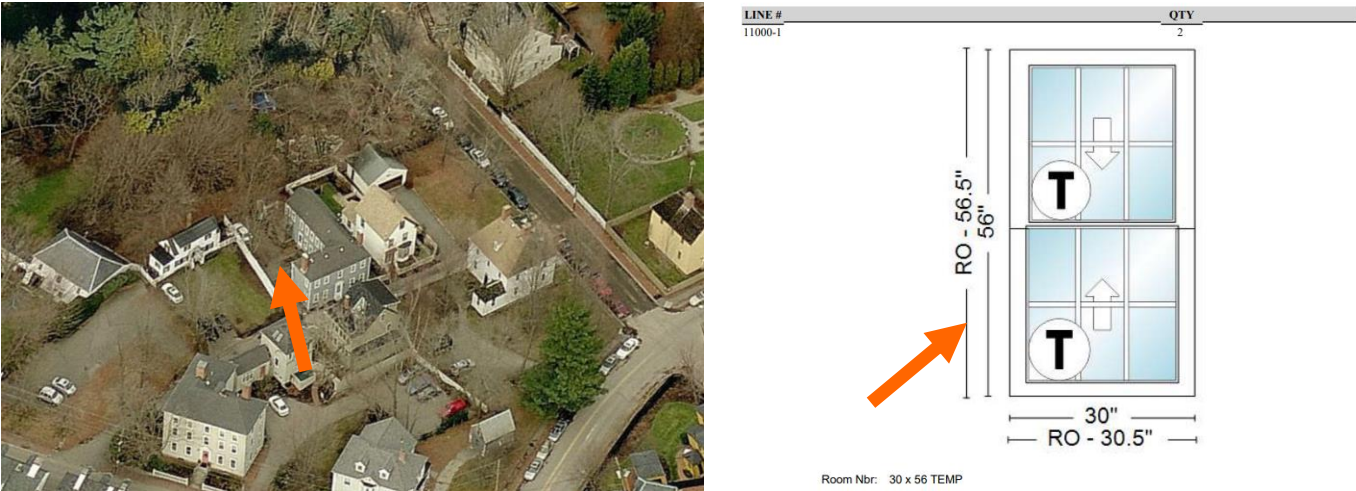 LINE # QTY
11000-1 2
RO - 56.5"
56"
T
T
30"
RO - 30.5"
Room Nbr: 30 x 56 TEMP